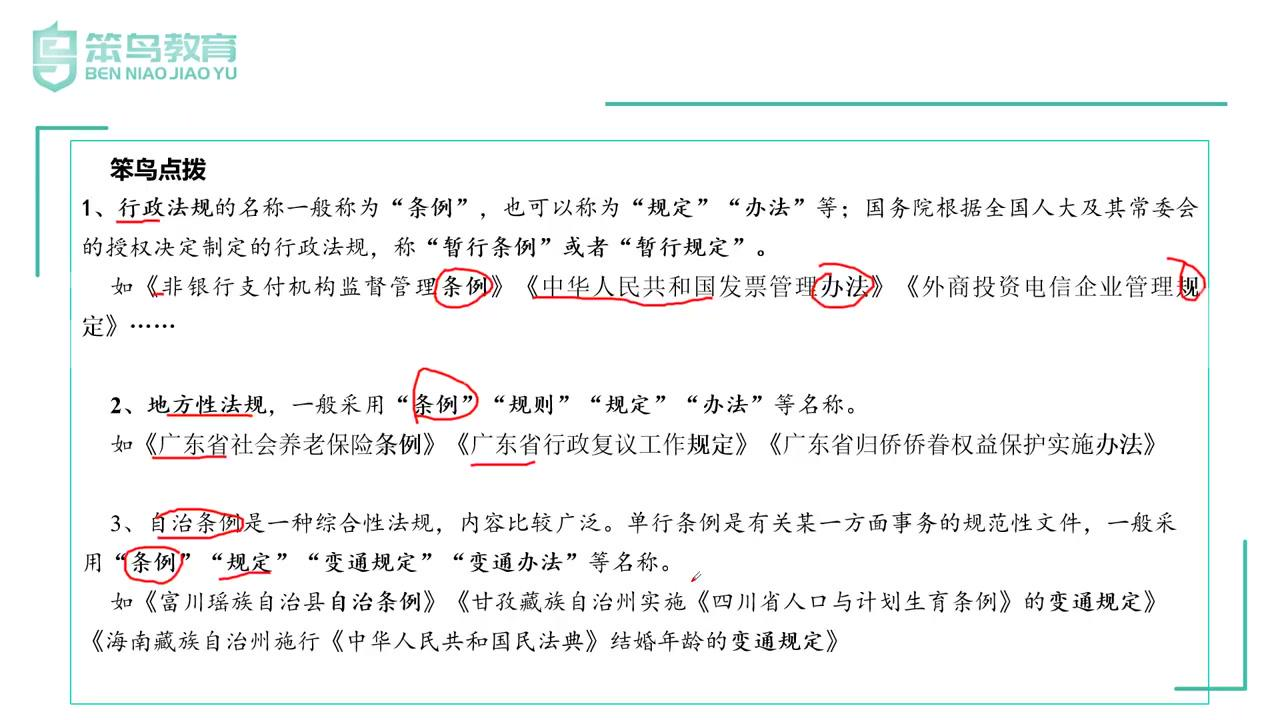 笨鸟教育
BEN NIAO JIAO YU
笨鸟点拨
1、行政法规的名称一般称为“条例”，也可以称为“规定”“办法”等；国务院根据全国人大及其常委会
的授权决定制定的行政法规，称“暂行条例”或者“暂行规定”。
如《非银行支付机构监督管理条例》《中华人民共和国发票管理办法》《外商投资电信企业管理规
定》……
2、地方性法规，一般采用“条例”“规则”“规定”“办法”等名称。
如《广东省社会养老保险条例》《广东省行政复议工作规定》《广东省归侨侨眷权益保护实施办法》
3、自治条例是一种综合性法规，内容比较广泛。单行条例是有关某一方面事务的规范性文件，一般采
用“条例”“规定”“变通规定”“变通办法”等名称。
如《富川瑶族自治县自治条例》《甘孜藏族自治州实施《四川省人口与计划生育条例》的变通规定》
《海南藏族自治州施行《中华人民共和国民法典》结婚年龄的变通规定》